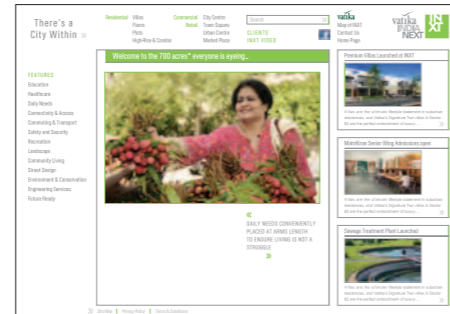 There's a
City Within
Residential
Villas
Floors
Plots
High-Rise & Condos
Commercial
Retail
City Centre
Town Square
Urban Centre
Market Place
Search
CLIENTS
INXT VIDEO
vatika
Map of INXT
Contact Us
Home Page
vatika
INDIA
NEXT
IN
XT
Welcome to the 700 acres* everyone is eyeing...
FEATURES
Education
Healthcare
Daily Needs
Connectivity & Access
Commuting & Transport
Safety and Security
Recreation
Landscape
Community Living
Street Design
Environment & Conservation
Engineering Services
Future Ready
DAILY NEEDS CONVENIENTLY
PLACED AT ARMS LENGTH
TO ENSURE LIVING IS NOT A
STRUGGLE
Premium Villas Launched at INXT
MatriKiran Senior Wing Admissions open
Sewage Treatment Plant Launched
Site Map
Privacy Policy
Terms & Conditions